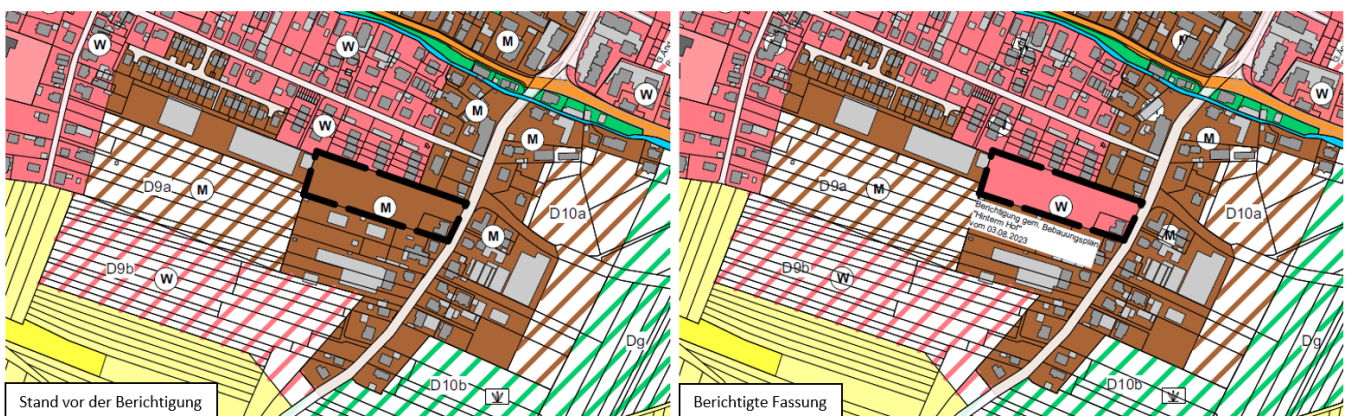 W
W
M
M
W
W
M
D9a
M
M
D10a
M
D9b
W
Dg
D10b
Stand vor der Berichtigung
W
M
W
M
D9a
M
D10a
W
Berichtigung gem. Bebauungsplan
"Hinterm Hof"
vom 03.08.2023
M
D9b
W
Dg
D10b
Berichtigte Fassung